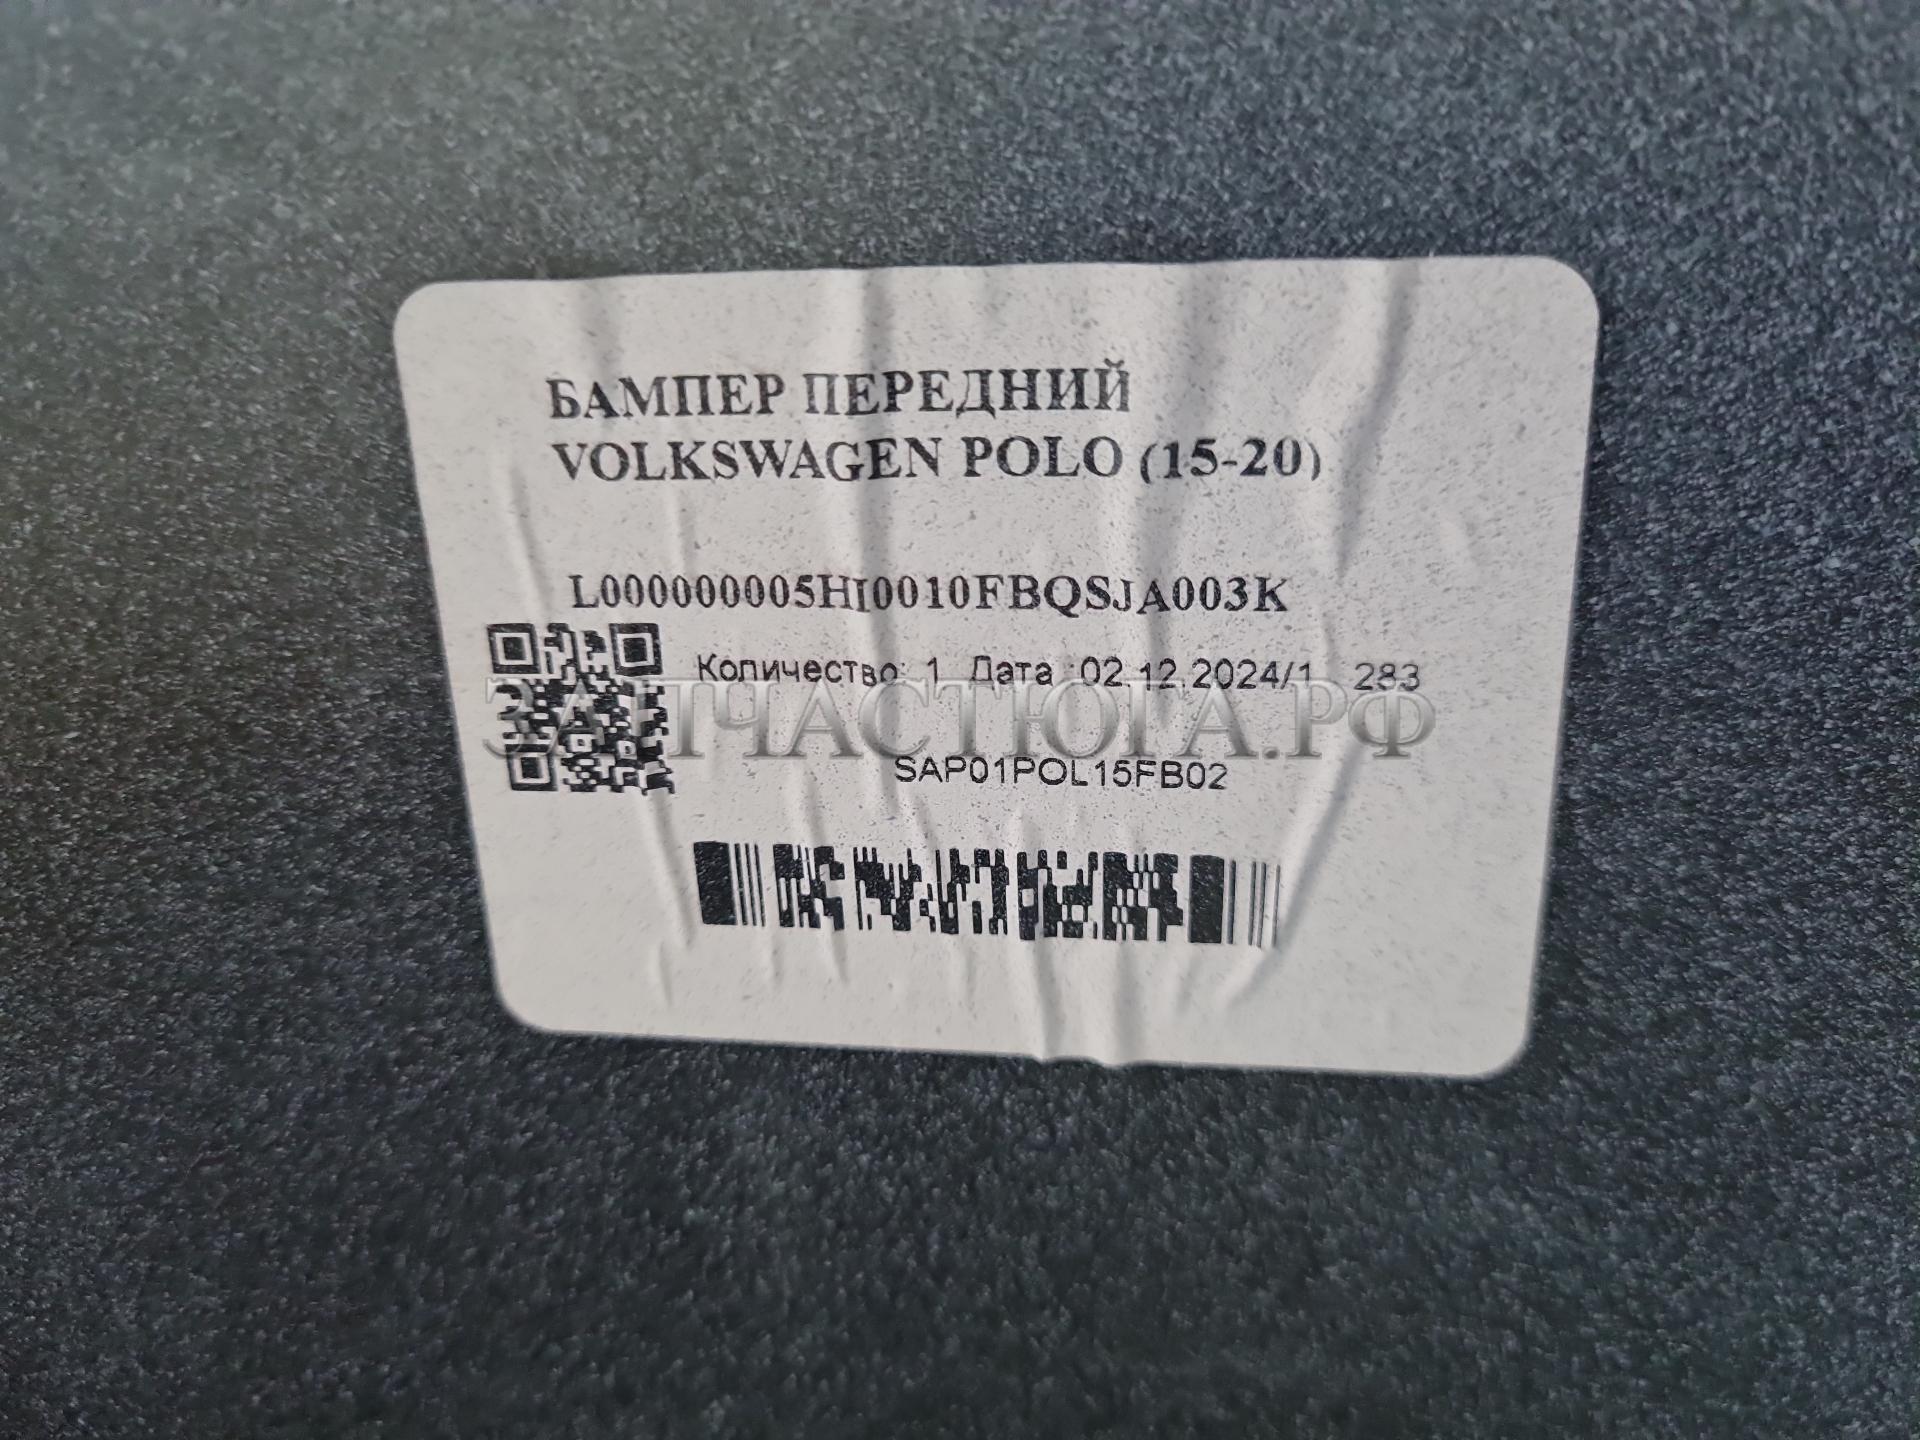 БАМПЕР ПЕРЕДНИЙ
VOLKSWAGEN POLO (15-20)
L000000005HI0010FBQSJA003K
Количество: 1 Дата :02.12.2024/1 283
ЗАПЧАСТЮГА.РФ
SAP01POL15FB02